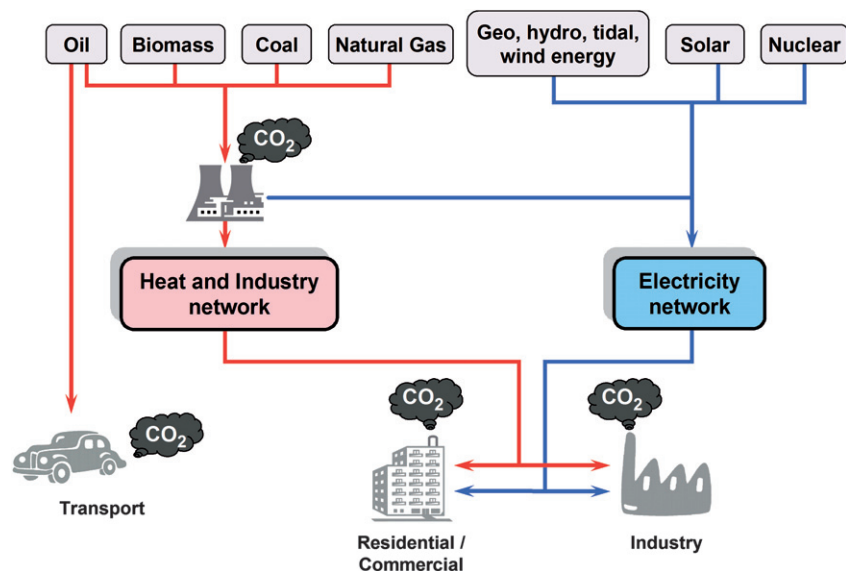 Oil
Biomass
Coal
Natural Gas
Geo, hydro, tidal,
wind energy
Solar
Nuclear
CO2
Heat and Industry
network
Electricity
network
CO2
CO2
CO2
Transport
Residential /
Commercial
Industry